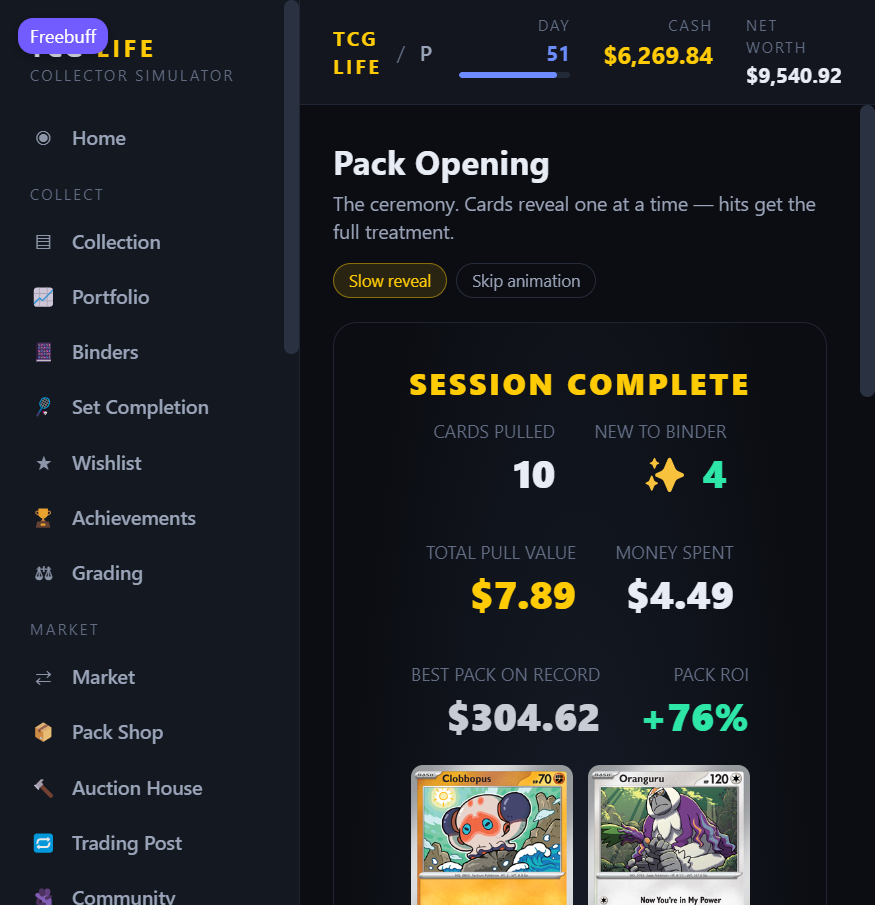 Freebuff
LIFE
COLLECTOR SIMULATOR
Home
COLLECT
Collection
Portfolio
Binders
Set Completion
Wishlist
Achievements
Grading
MARKET
Market
Pack Shop
Auction House
Trading Post
Community
TCG LIFE
/
P
DAY
51
CASH
$6,269.84
NET WORTH
$9,540.92
Pack Opening
The ceremony. Cards reveal one at a time — hits get the
full treatment.
Slow reveal
Skip animation
SESSION COMPLETE
CARDS PULLED
10
NEW TO BINDER
✨ 4
TOTAL PULL VALUE
$7.89
MONEY SPENT
$4.49
BEST PACK ON RECORD
$304.62
PACK ROI
+76%
BASIC
Clobbopus
HP70
BASIC
Oranguru
HP120
Now You're in My Power